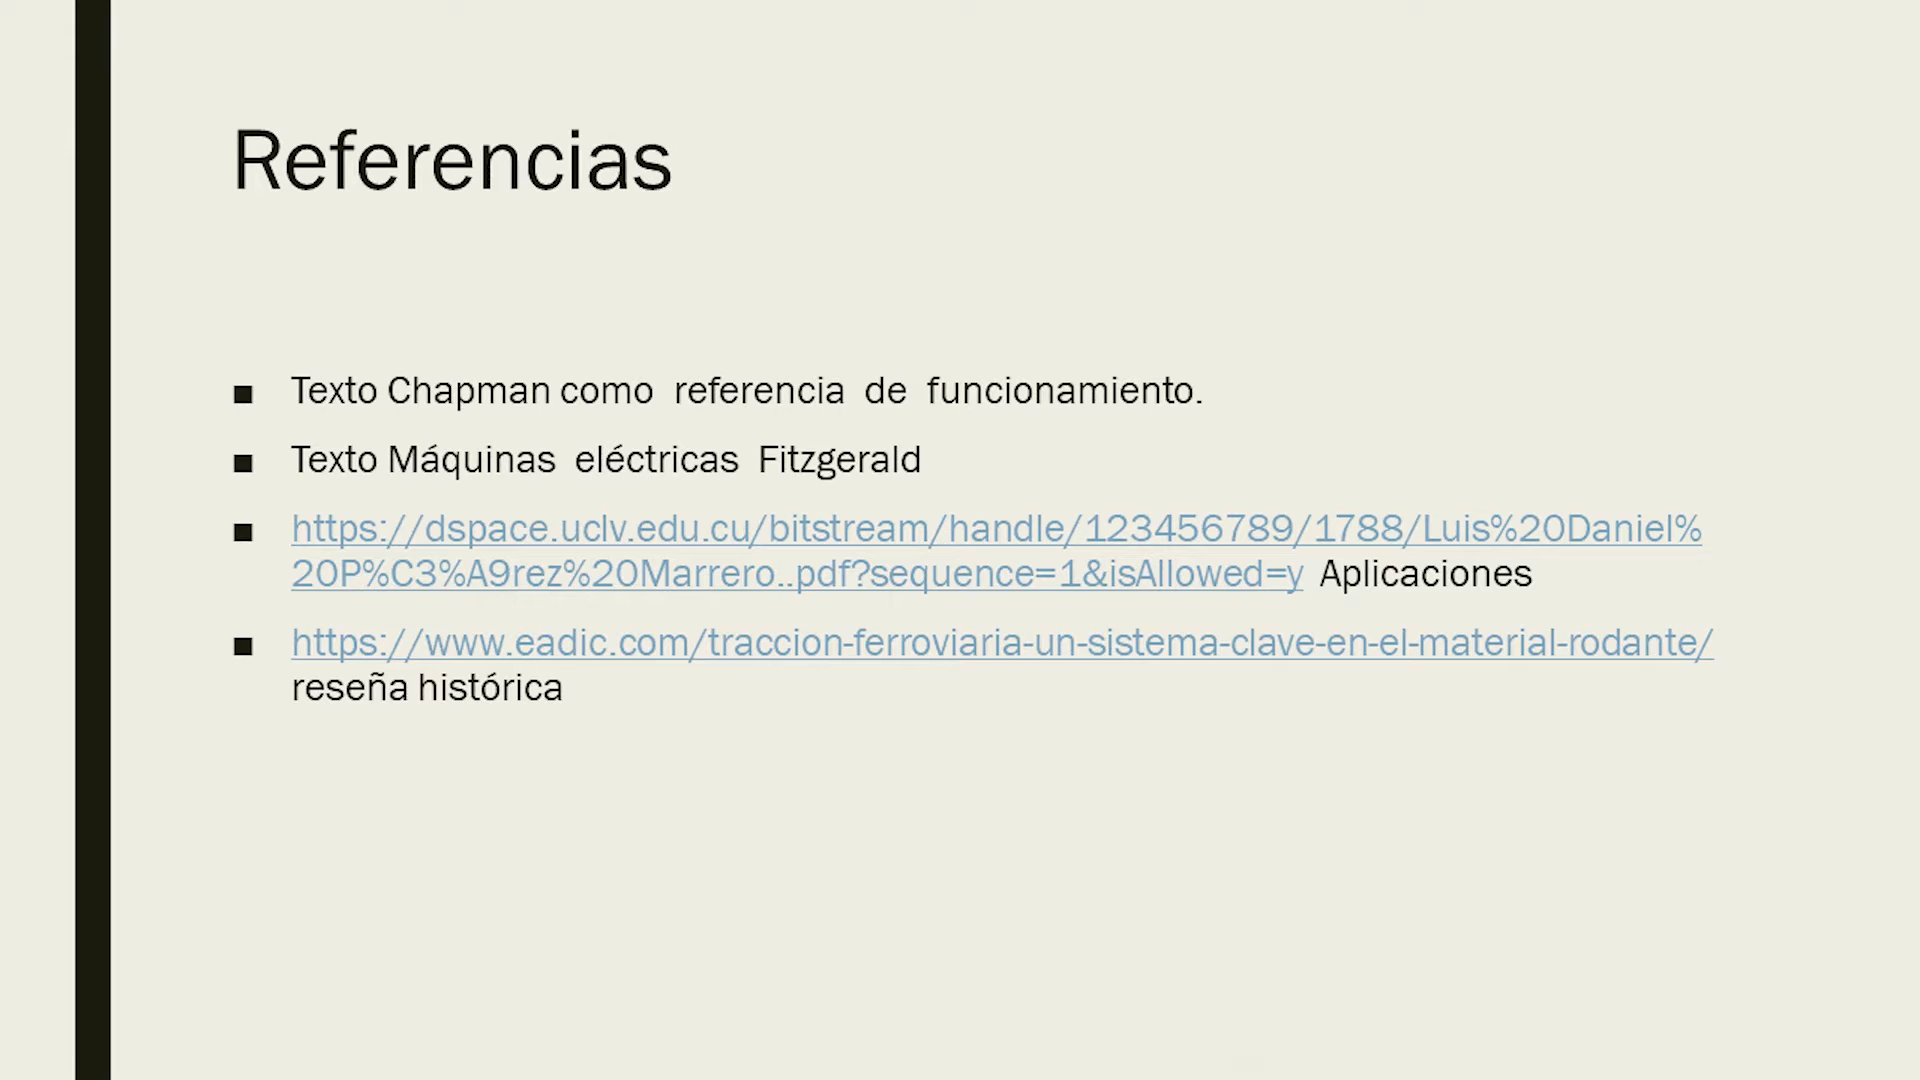 Referencias
■ Texto Chapman como referencia de funcionamiento.
■ Texto Máquinas eléctricas Fitzgerald
■ https://dspace.uclv.edu.cu/bitstream/handle/123456789/1788/Luis%20Daniel%
20P%C3%A9rez%20Marrero..pdf?sequence=1&isAllowed=y Aplicaciones
■ https://www.eadic.com/traccion-ferroviaria-un-sistema-clave-en-el-material-rodante/
reseña histórica